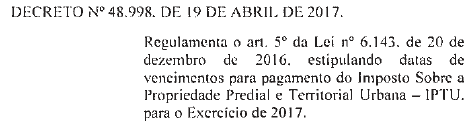 DECRETO Nº 48.998. DE 19 DE ABRIL DE 2017.
Regulamenta o art. 5º da Lei nº 6.143. de 20 de
dezembro de 2016. estipulando datas de
vencimentos para pagamento do Imposto Sobre a
Propriedade Predial e Territorial Urbana – IPTU.
para o Exercício de 2017.